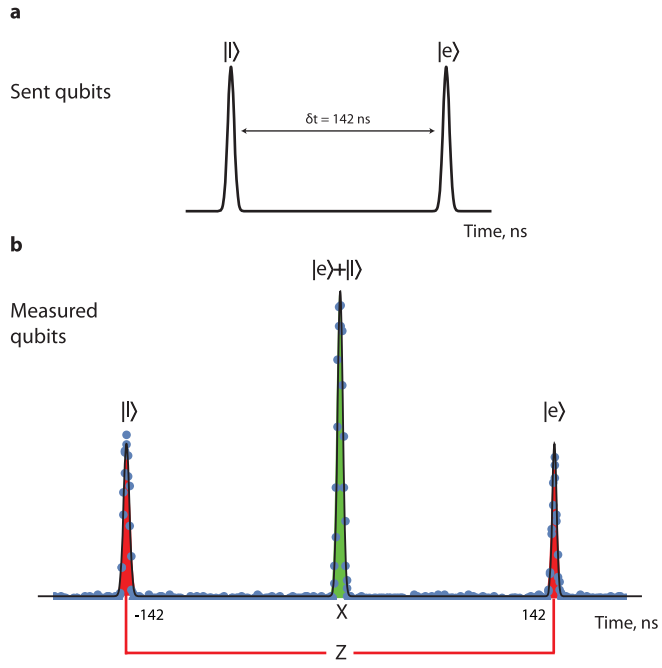 a
|l⟩
|e⟩
Sent qubits
δt = 142 ns
Time, ns
b
|e⟩+|l⟩
Measured
qubits
|l⟩
|e⟩
-142
X
142
Time, ns
Z